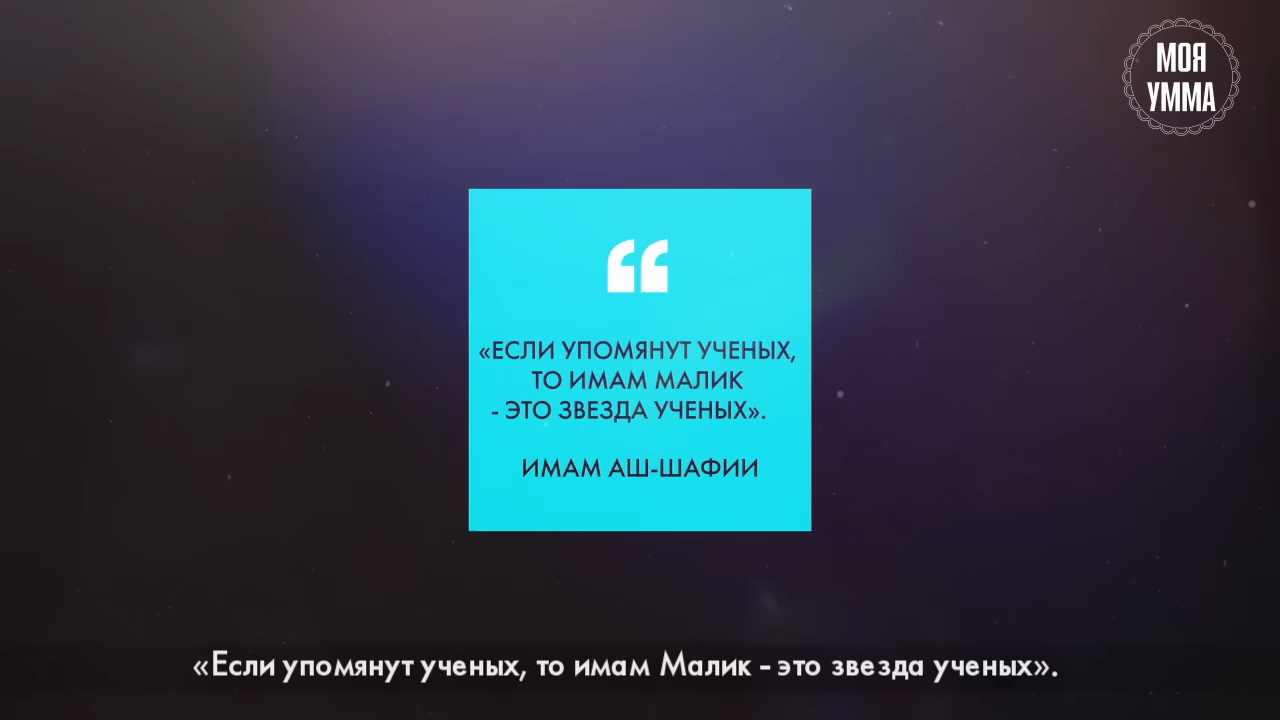 МОЯ
УММА
«ЕСЛИ УПОМЯНУТ УЧЕНЫХ,
ТО ИМАМ МАЛИК
- ЭТО ЗВЕЗДА УЧЕНЫХ».
ИМАМ АШ-ШАФИИ
«Если упомянут ученых, то имам Малик - это звезда ученых».